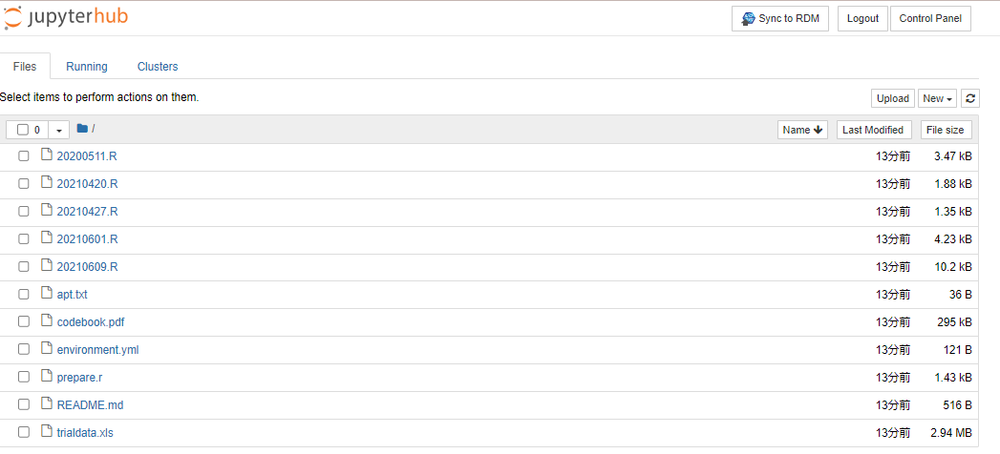 jupyterhub Sync to RDM Logout Control Panel
Files Running Clusters
Select items to perform actions on them. Upload New
0 / Name Last Modified File size
20200511.R 13分前 3.47 kB
20210420.R 13分前 1.88 kB
20210427.R 13分前 1.35 kB
20210601.R 13分前 4.23 kB
20210609.R 13分前 10.2 kB
apt.txt 13分前 36 B
codebook.pdf 13分前 295 kB
environment.yml 13分前 121 B
prepare.r 13分前 1.43 kB
README.md 13分前 516 B
trialdata.xls 13分前 2.94 MB